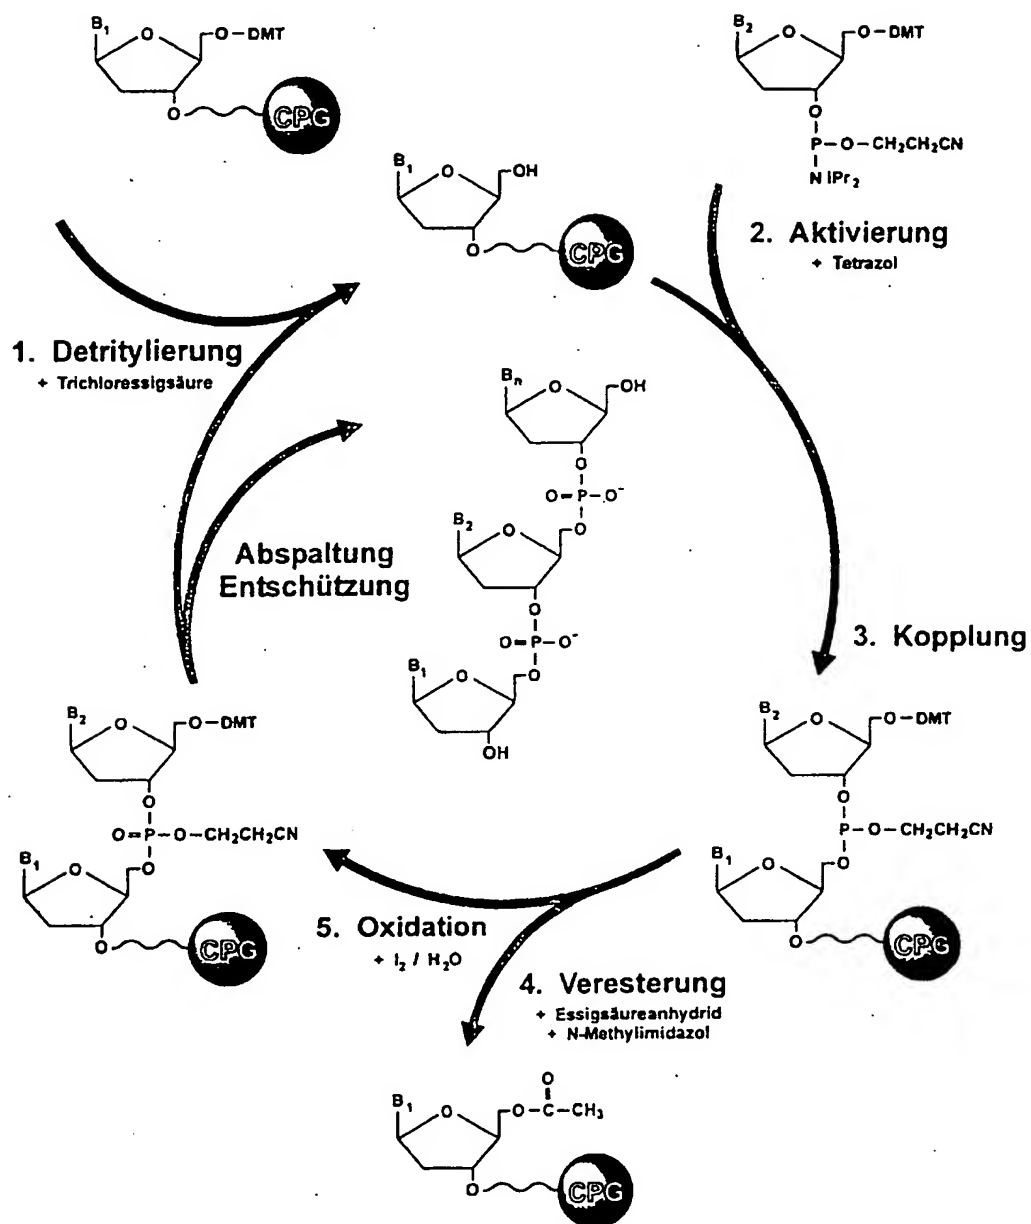 B1
O
O-DMT
O
CPG
B2
O
O-DMT
O
P-O-CH2CH2CN
N iPr2
B1
O
OH
O
CPG
2. Aktivierung
+ Tetrazol
1. Detritylierung
+ Trichloressigsäure
Bn
O
OH
O
O=P-O-
O
B2
O
O
O=P-O-
O
B1
O
OH
Abspaltung
Entschützung
3. Kopplung
B2
O
O-DMT
O
O=P-O-CH2CH2CN
O
B1
O
O
CPG
B2
O
O-DMT
O
P-O-CH2CH2CN
O
B1
O
O
CPG
5. Oxidation
+ I2 / H2O
4. Veresterung
+ Essigsäureanhydrid
+ N-Methylimidazol
B1
O
O
O-C-CH3
O
CPG